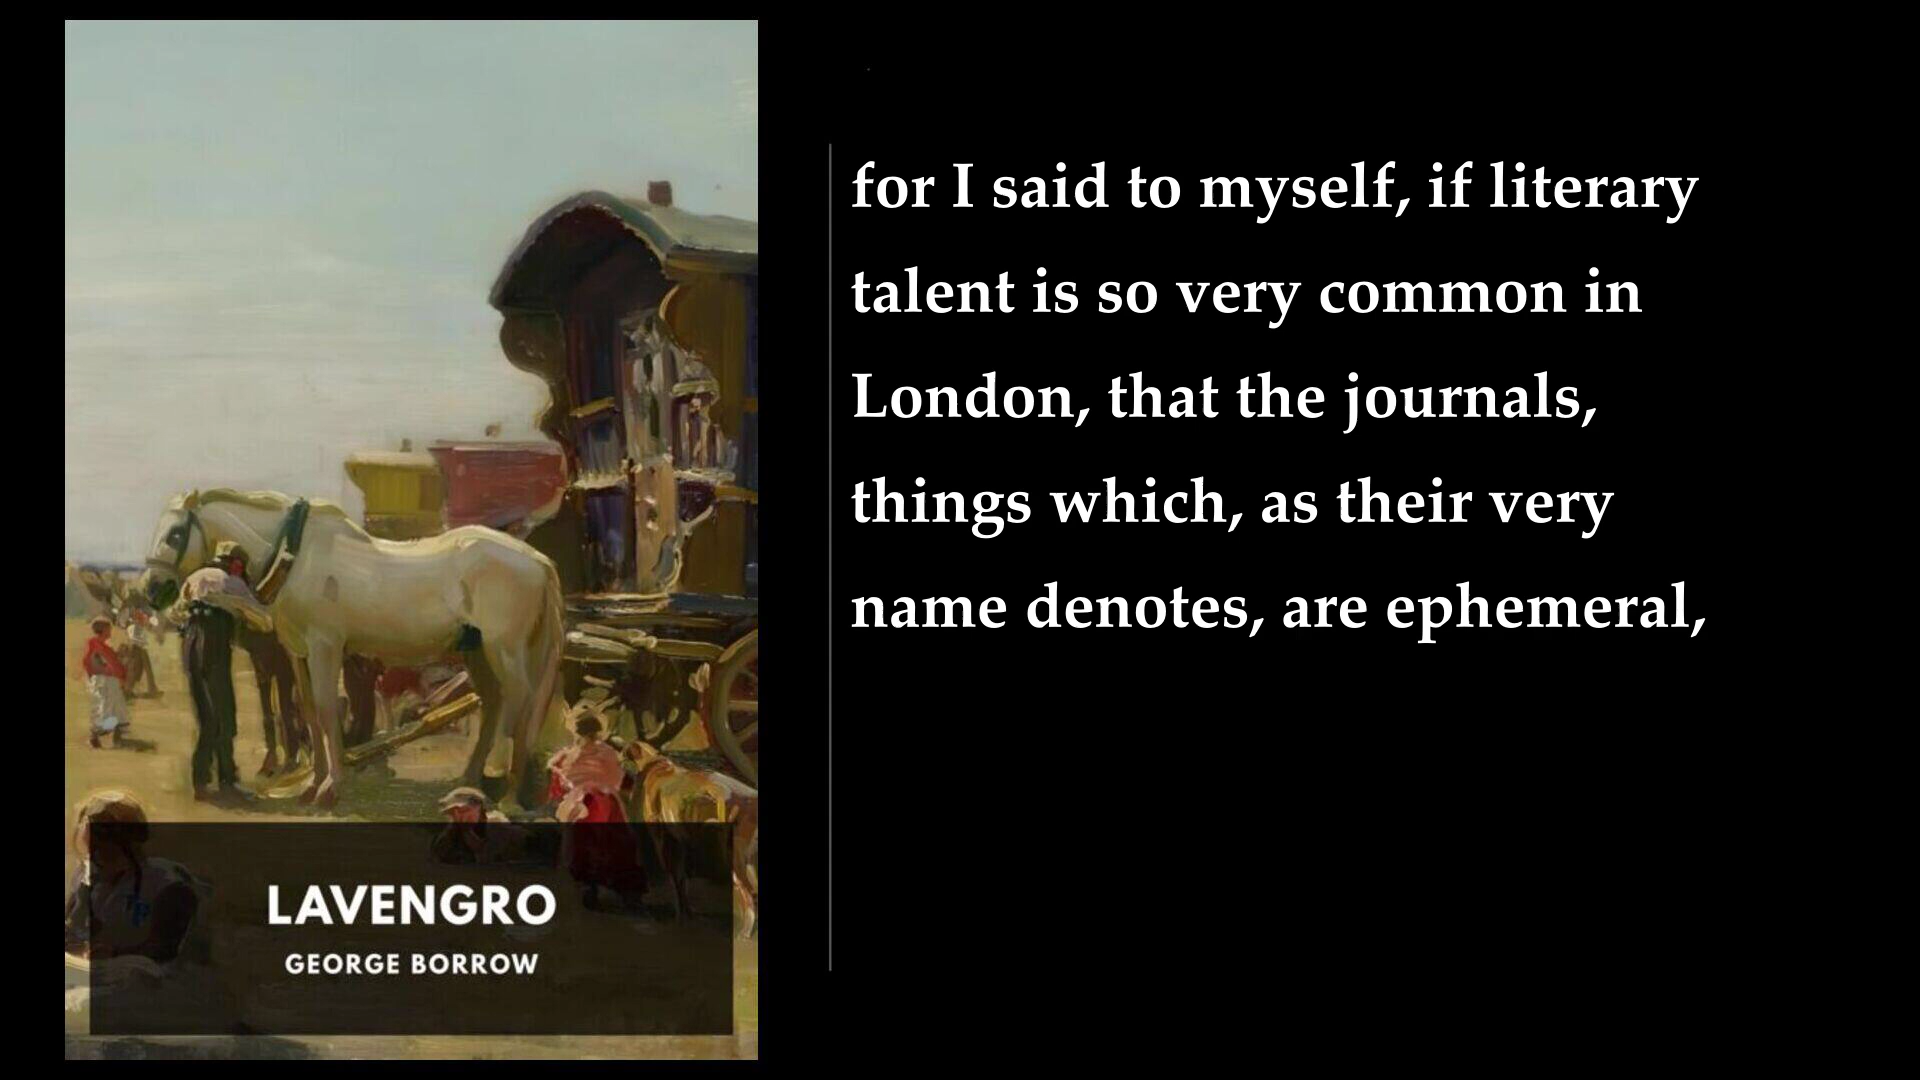 LAVENGRO
GEORGE BORROW
for I said to myself, if literary
talent is so very common in
London, that the journals,
things which, as their very
name denotes, are ephemeral,